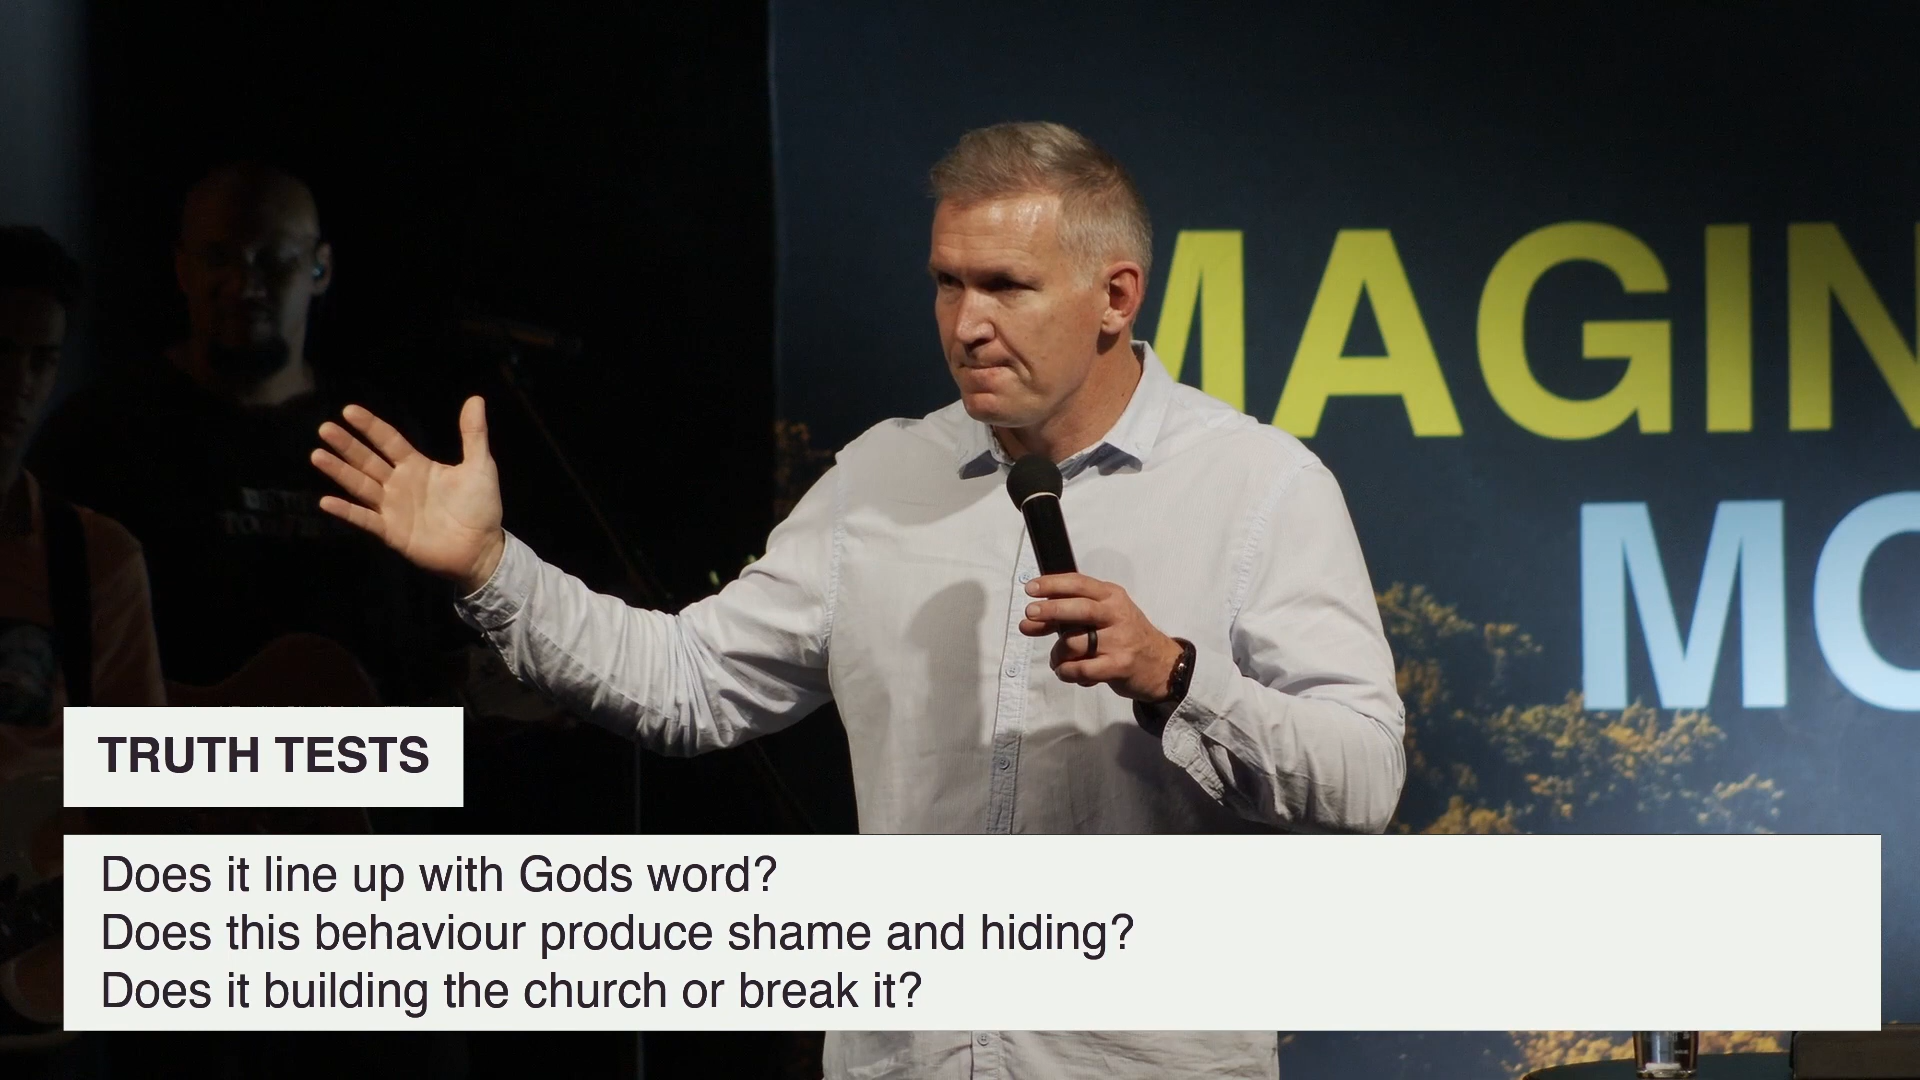 MAGIN
MO
TRUTH TESTS
Does it line up with Gods word?
Does this behaviour produce shame and hiding?
Does it building the church or break it?